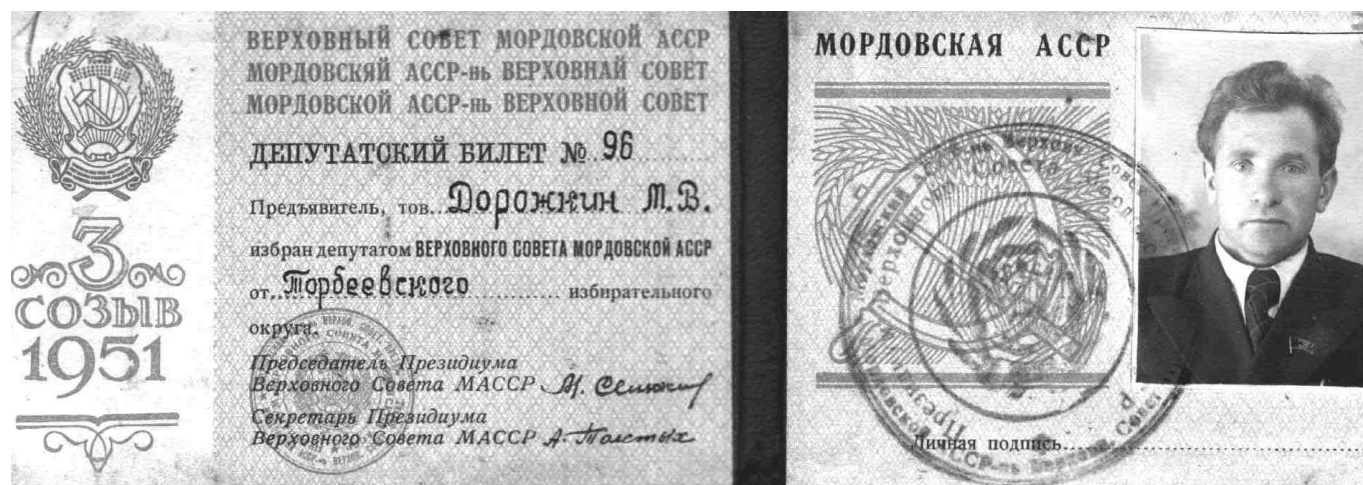 3
СОЗЫВ
1951
ВЕРХОВНЫЙ СОВЕТ МОРДОВСКОЙ АССР
МОРДОВСКЯЙ АССР-нь ВЕРХОВНАЙ СОВЕТ
МОРДОВСКОЙ АССР-нь ВЕРХОВНОЙ СОВЕТ
ДЕПУТАТСКИЙ БИЛЕТ № 96
Предъявитель, тов. Дорожкин М.В.
избран депутатом ВЕРХОВНОГО СОВЕТА МОРДОВСКОЙ АССР
от Торбеевского избирательного
округа.
Председатель Президиума
Верховного Совета МАССР
Секретарь Президиума
Верховного Совета МАССР А. Толстых
МОРДОВСКАЯ АССР
Личная подпись